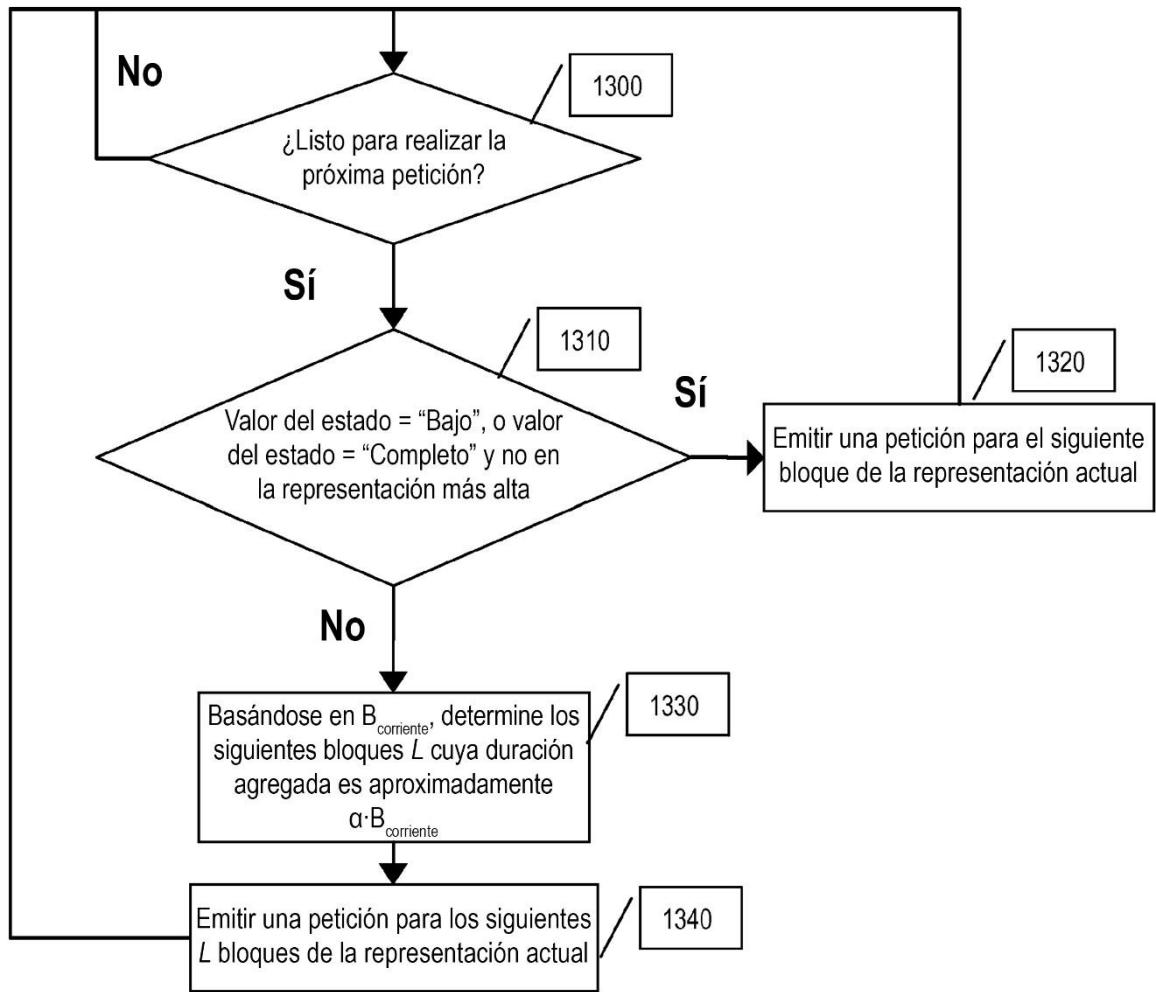 No
1300
¿Listo para realizar la
próxima petición?
Sí
1310
1320
Sí
Valor del estado = “Bajo”, o valor
del estado = “Completo” y no en
la representación más alta
Emitir una petición para el siguiente
bloque de la representación actual
No
1330
Basándose en Bcorriente, determine los
siguientes bloques L cuya duración
agregada es aproximadamente
α·Bcorriente
1340
Emitir una petición para los siguientes
L bloques de la representación actual